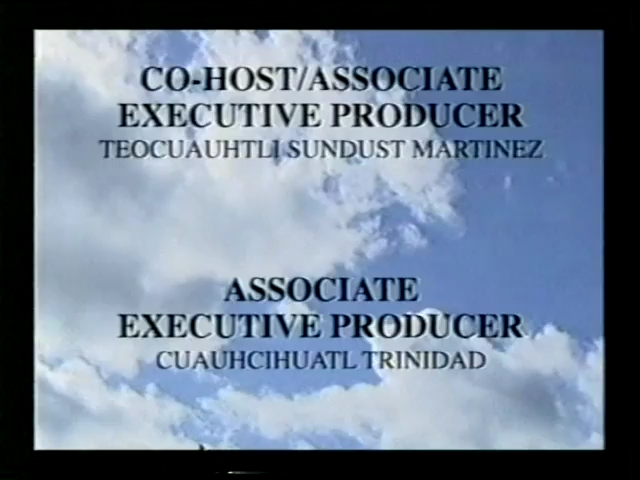 CO-HOST/ASSOCIATE
EXECUTIVE PRODUCER
TEOCUAUHTLI SUNDUST MARTINEZ
ASSOCIATE
EXECUTIVE PRODUCER
CUAUHCIHUATL TRINIDAD